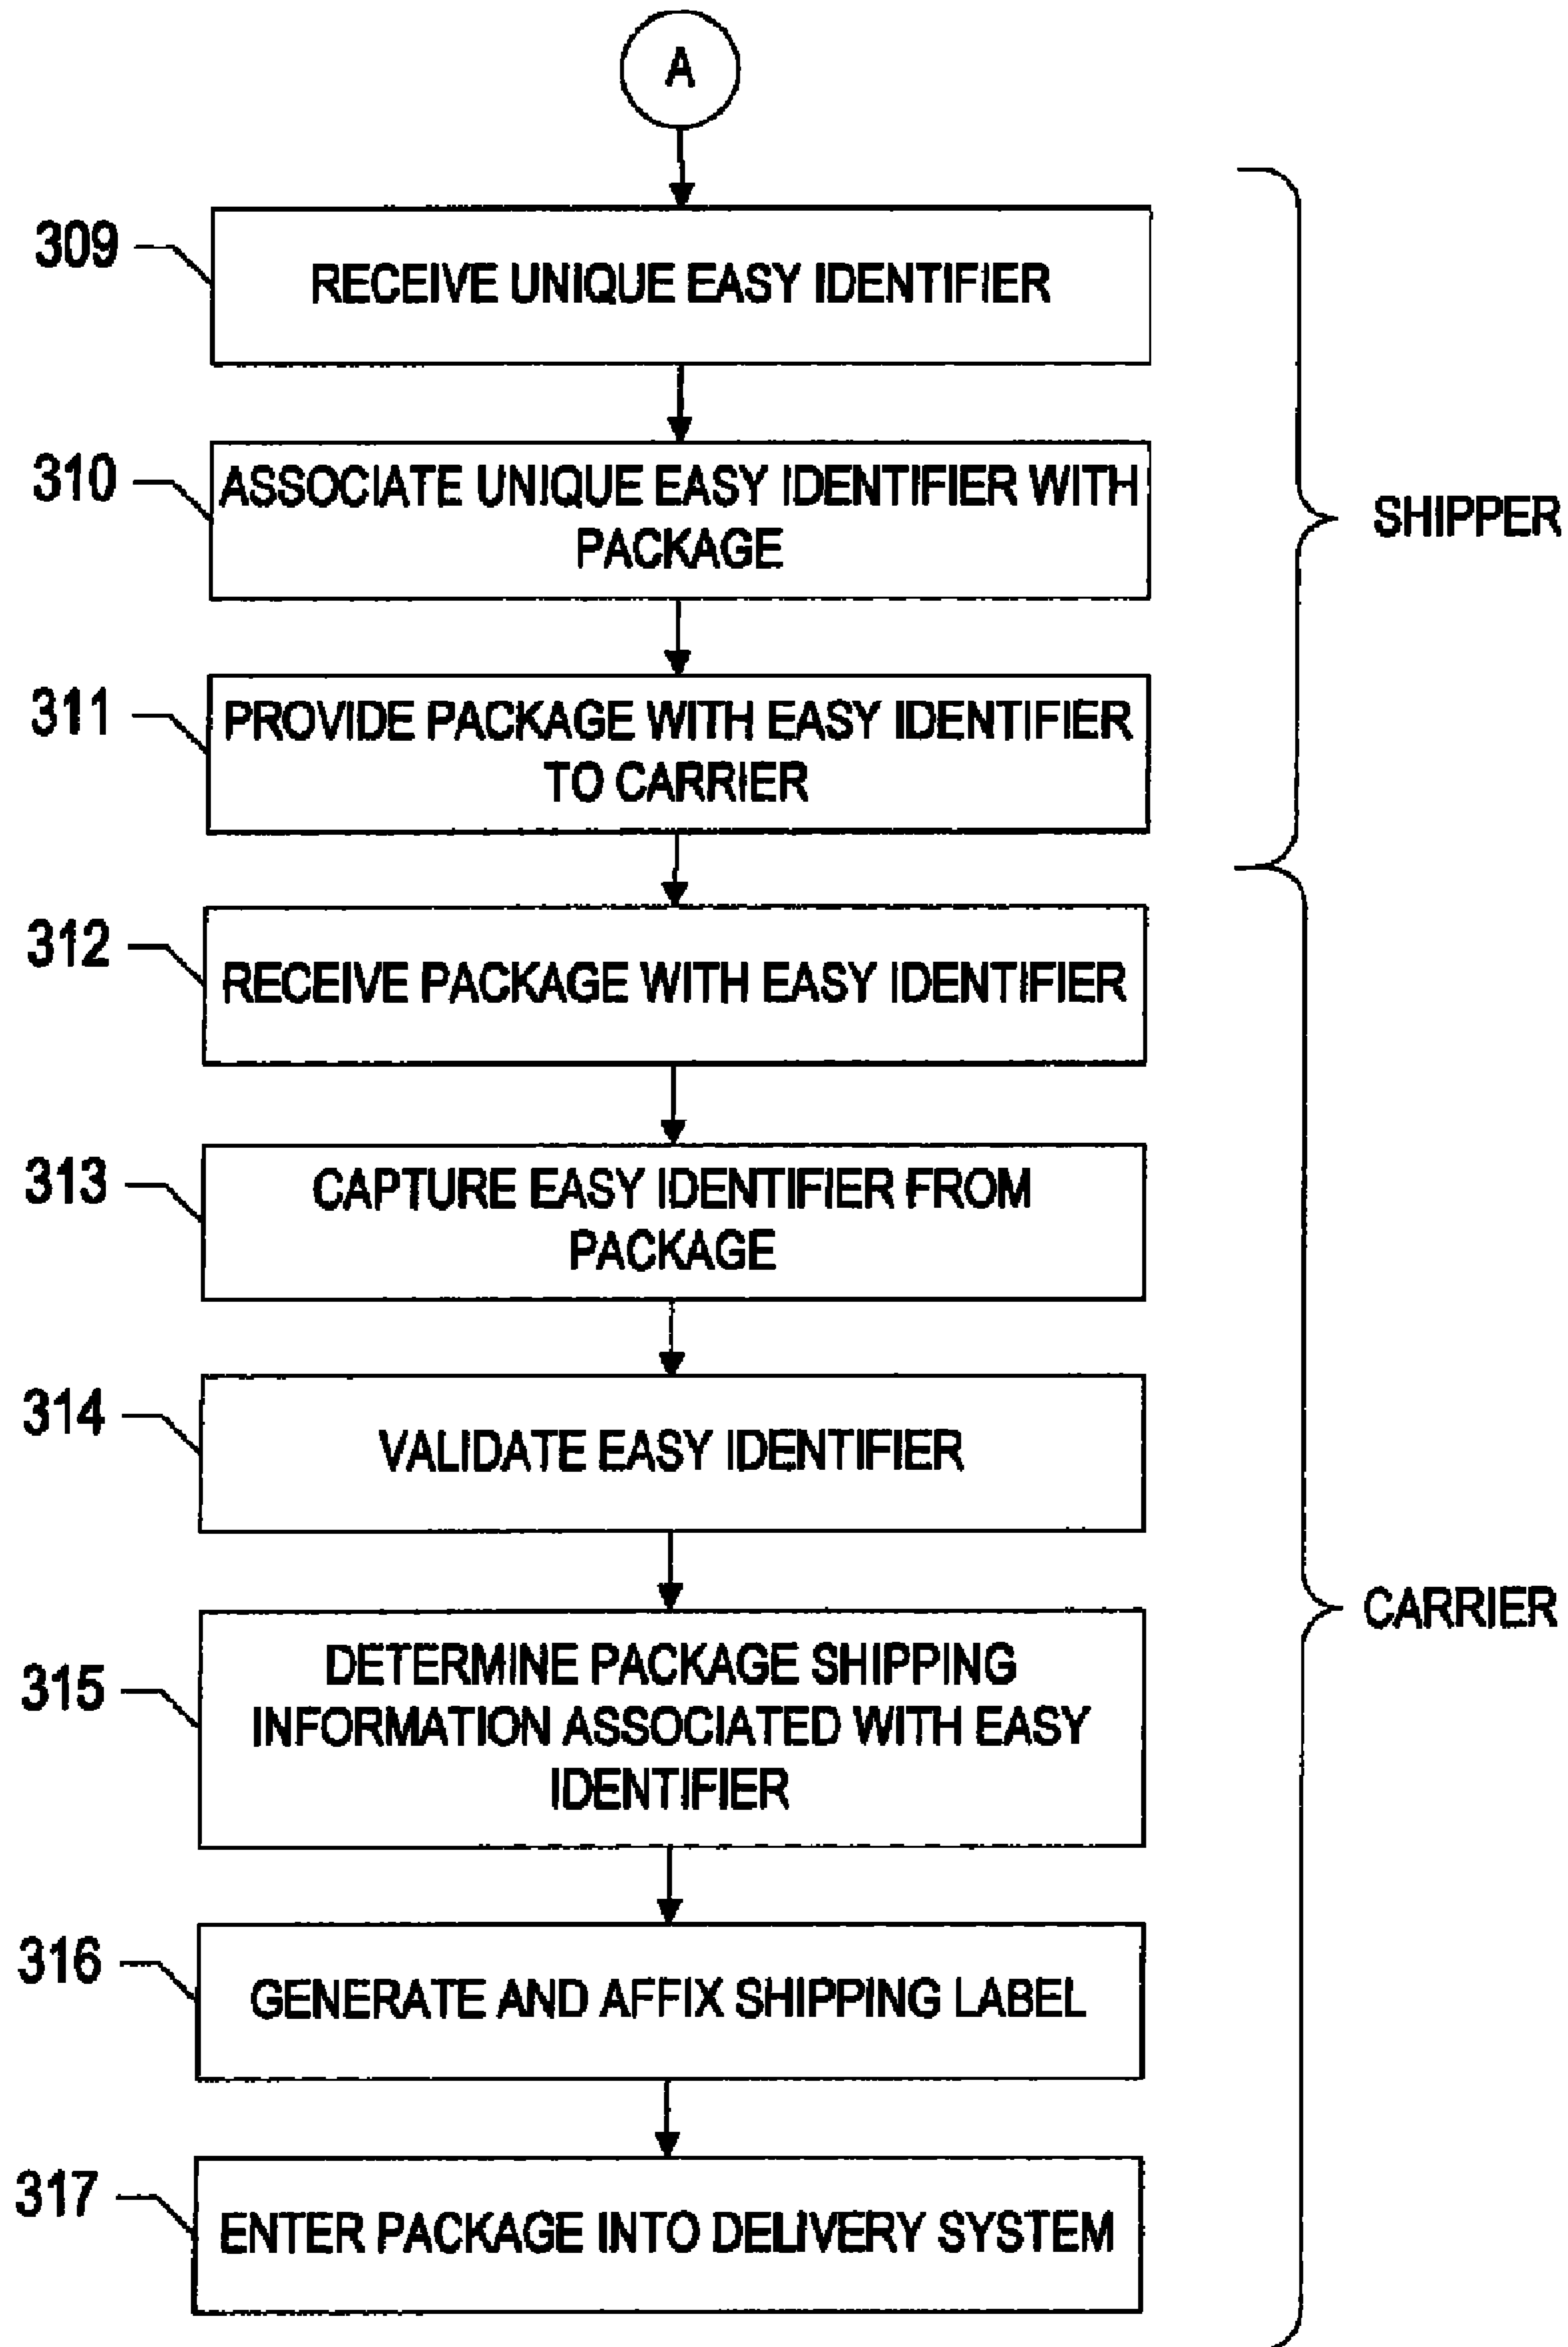 A
309
RECEIVE UNIQUE EASY IDENTIFIER
310
ASSOCIATE UNIQUE EASY IDENTIFIER WITH
PACKAGE
SHIPPER
311
PROVIDE PACKAGE WITH EASY IDENTIFIER
TO CARRIER
312
RECEIVE PACKAGE WITH EASY IDENTIFIER
313
CAPTURE EASY IDENTIFIER FROM
PACKAGE
314
VALIDATE EASY IDENTIFIER
CARRIER
315
DETERMINE PACKAGE SHIPPING
INFORMATION ASSOCIATED WITH EASY
IDENTIFIER
316
GENERATE AND AFFIX SHIPPING LABEL
317
ENTER PACKAGE INTO DELIVERY SYSTEM